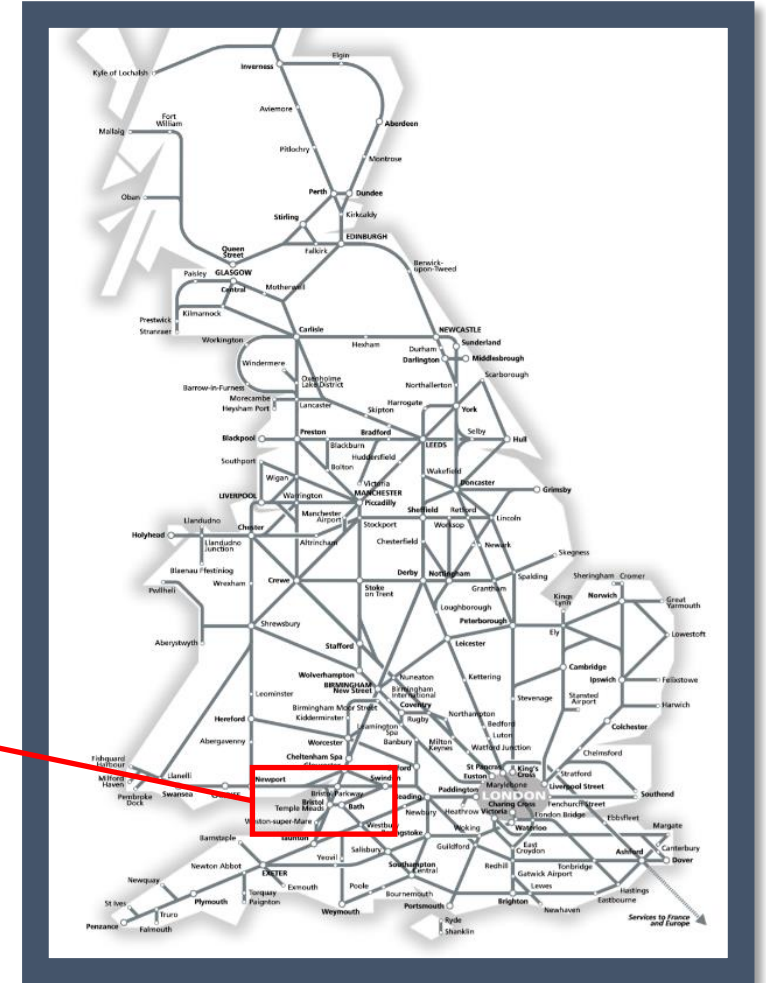 Elgin
Inverness
Kyle of Lochalsh
Aviemore
Fort
William
Mallaig
Aberdeen
Pitlochry
Montrose
Perth
Dundee
Oban
Stirling
Kirkcaldy
EDINBURGH
Queen
Street
Falkirk
Berwick-
upon-Tweed
Paisley
GLASGOW
Central
Motherwell
Kilmarnock
Prestwick
Stranraer
Carlisle
NEWCASTLE
Workington
Hexham
Sunderland
Durham
Darlington
Middlesbrough
Windermere
Scarborough
Oxenholme
Lake District
Northallerton
Barrow-in-Furness
Morecambe
Heysham Port
Lancaster
Harrogate
York
Skipton
Blackpool
Preston
Bradford
Selby
Hull
Blackburn
LEEDS
Huddersfield
Southport
Bolton
Wakefield
Wigan
Victoria
Doncaster
MANCHESTER
Piccadilly
Grimsby
LIVERPOOL
Warrington
Manchester
Airport
Sheffield
Retford
Lincoln
Llandudno
Stockport
Worksop
Holyhead
Chester
Llandudno
Junction
Altrincham
Chesterfield
Newark
Skegness
Blaenau Ffestiniog
Derby
Nottingham
Pwllheli
Wrexham
Crewe
Stoke
on Trent
Grantham
Spalding
Sheringham
Cromer
Kings
Lynn
Norwich
Great
Yarmouth
Loughborough
Shrewsbury
Peterborough
Ely
Lowestoft
Aberystwyth
Stafford
Leicester
Wolverhampton
Cambridge
BIRMINGHAM
New Street
Nuneaton
Kettering
Ipswich
Felixstowe
Birmingham
International
Leominster
Stevenage
Stansted
Airport
Harwich
Birmingham Moor Street
Coventry
Kidderminster
Rugby
Northampton
Hereford
Leamington
Spa
Bedford
Colchester
Abergavenny
Worcester
Banbury
Milton
Keynes
Luton
Watford Junction
Chelmsford
Cheltenham Spa
Fishguard
Harbour
St Pancras
Euston
King's
Cross
Stratford
Milford
Haven
Llanelli
Newport
Swindon
Marylebone
Liverpool Street
Pembroke
Dock
Swansea
Bristol Parkway
Paddington
LONDON
Southend
Bristol
Temple Meads
Bath
Charing Cross
Fenchurch Street
Newbury
Heathrow
Victoria
London Bridge
Ebbsfleet
Weston-super-Mare
Westbury
Woking
Waterloo
Margate
Barnstaple
Yeovil
Salisbury
Guildford
East
Croydon
Canterbury
Newton Abbot
Southampton
Central
Redhill
Tonbridge
Ashford
Dover
EXETER
Gatwick Airport
Newquay
Exmouth
Poole
Lewes
Hastings
Torquay
Paignton
Bournemouth
Eastbourne
St Ives
Plymouth
Weymouth
Portsmouth
Brighton
Newhaven
Truro
Penzance
Falmouth
Ryde
Shanklin
Services to France
and Europe